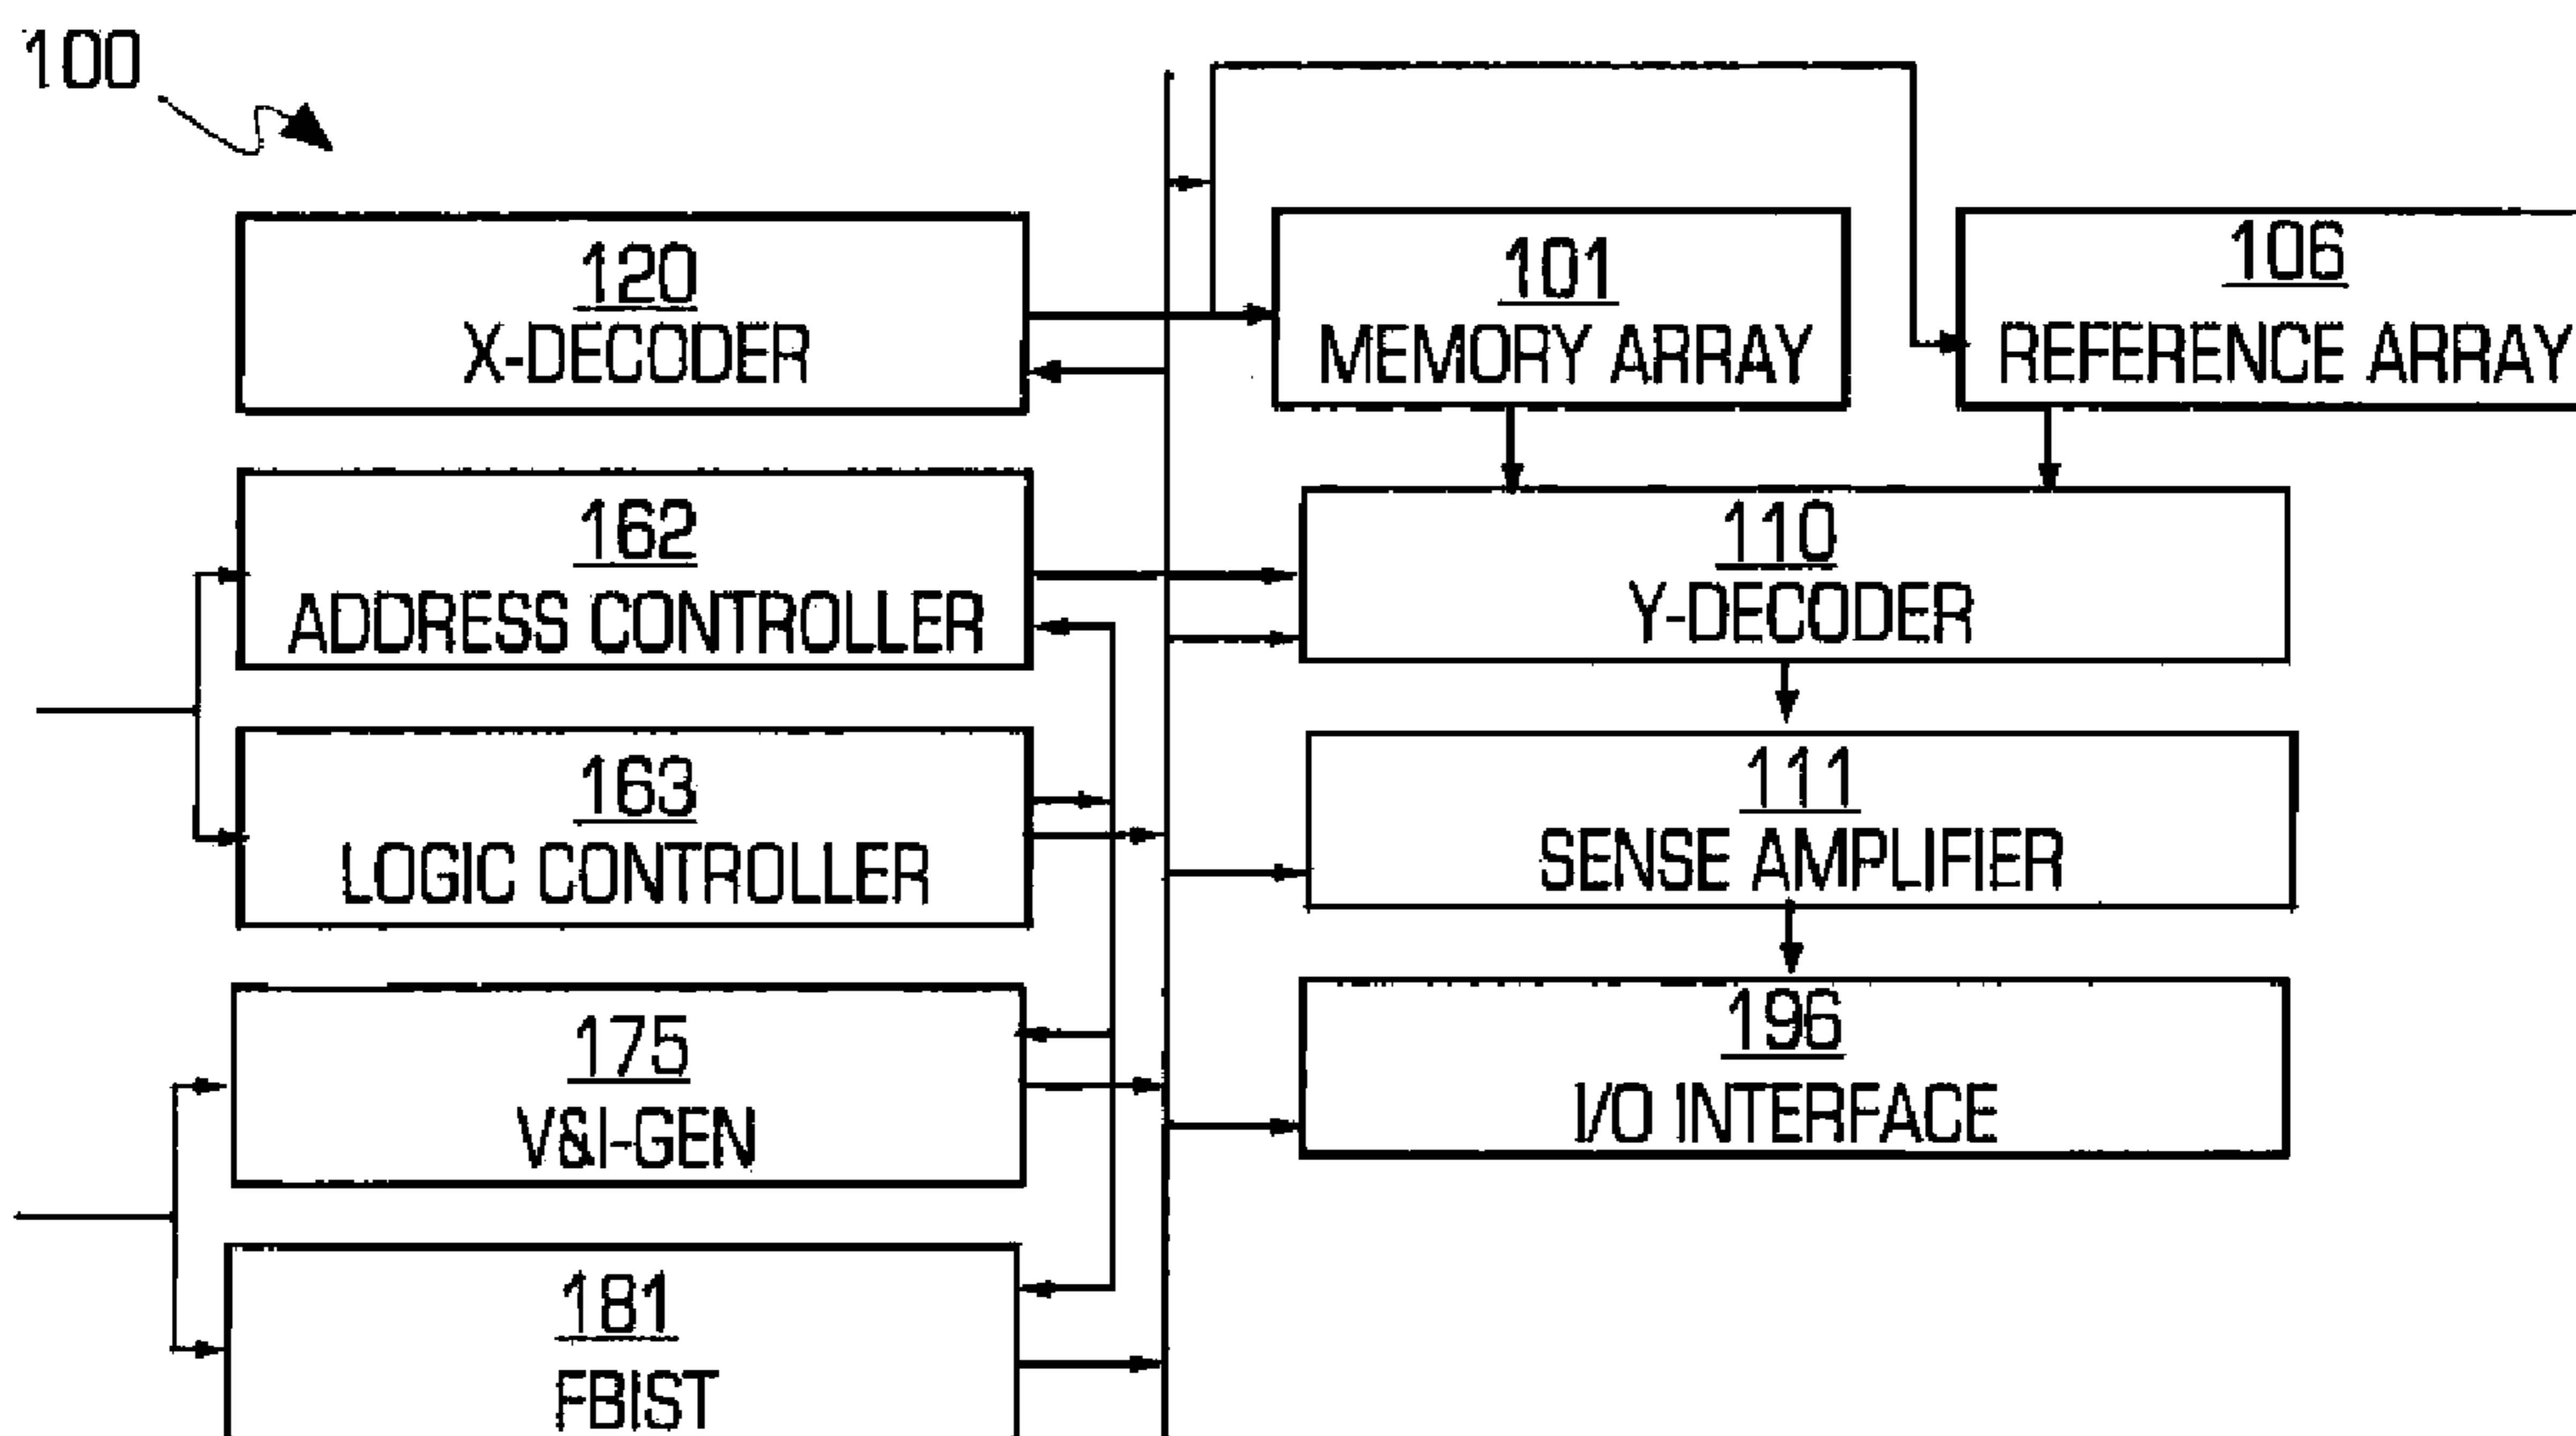 100
120
X-DECODER
101
MEMORY ARRAY
106
REFERENCE ARRAY
162
ADDRESS CONTROLLER
110
Y-DECODER
163
LOGIC CONTROLLER
111
SENSE AMPLIFIER
175
V&I-GEN
196
I/O INTERFACE
181
FBIST